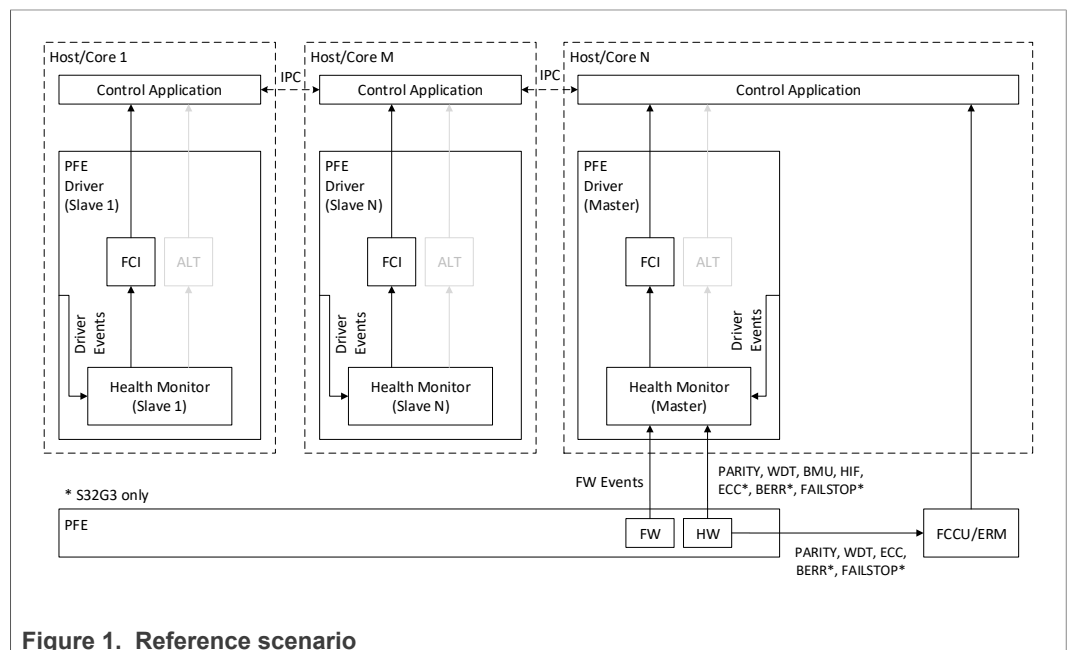 Host/Core 1
Control Application
IPC
Host/Core M
Control Application
IPC
Host/Core N
Control Application
PFE
Driver
(Slave 1)
FCI
ALT
Driver
Events
Health Monitor
(Slave 1)
PFE
Driver
(Slave N)
FCI
ALT
Driver
Events
Health Monitor
(Slave N)
PFE
Driver
(Master)
FCI
ALT
Driver
Events
Health Monitor
(Master)
* S32G3 only
FW Events
PARITY, WDT, BMU, HIF,
ECC*, BERR*, FAILSTOP*
PFE
FW
HW
PARITY, WDT, ECC,
BERR*, FAILSTOP*
FCCU/ERM
Figure 1. Reference scenario